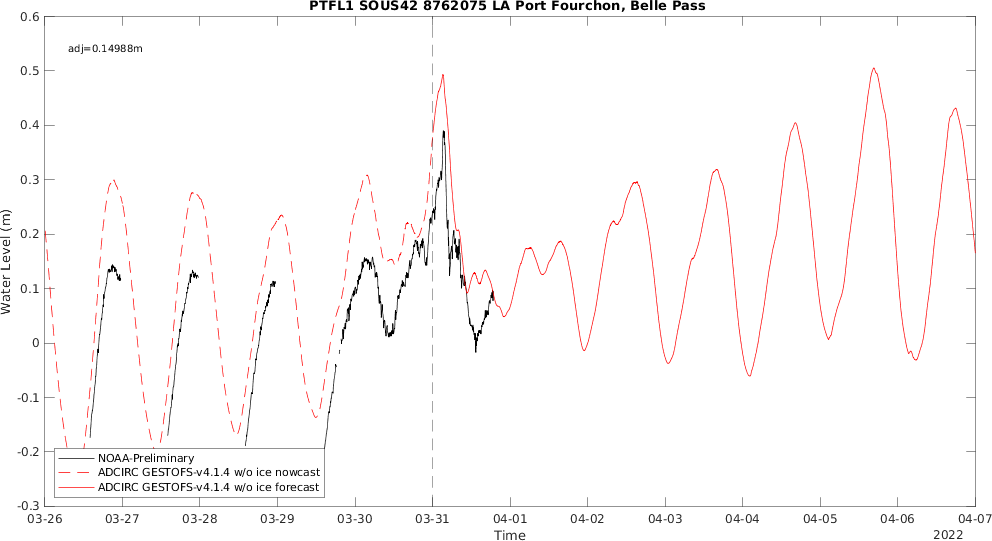 PTFL1 SOUS42 8762075 LA Port Fourchon, Belle Pass
adj=0.14988m
Water Level (m)
0.6
0.5
0.4
0.3
0.2
0.1
0
-0.1
-0.2
-0.3
NOAA-Preliminary
ADCIRC GESTOFS-v4.1.4 w/o ice nowcast
ADCIRC GESTOFS-v4.1.4 w/o ice forecast
03-26 03-27 03-28 03-29 03-30 03-31 04-01 04-02 04-03 04-04 04-05 04-06 04-07
Time
2022